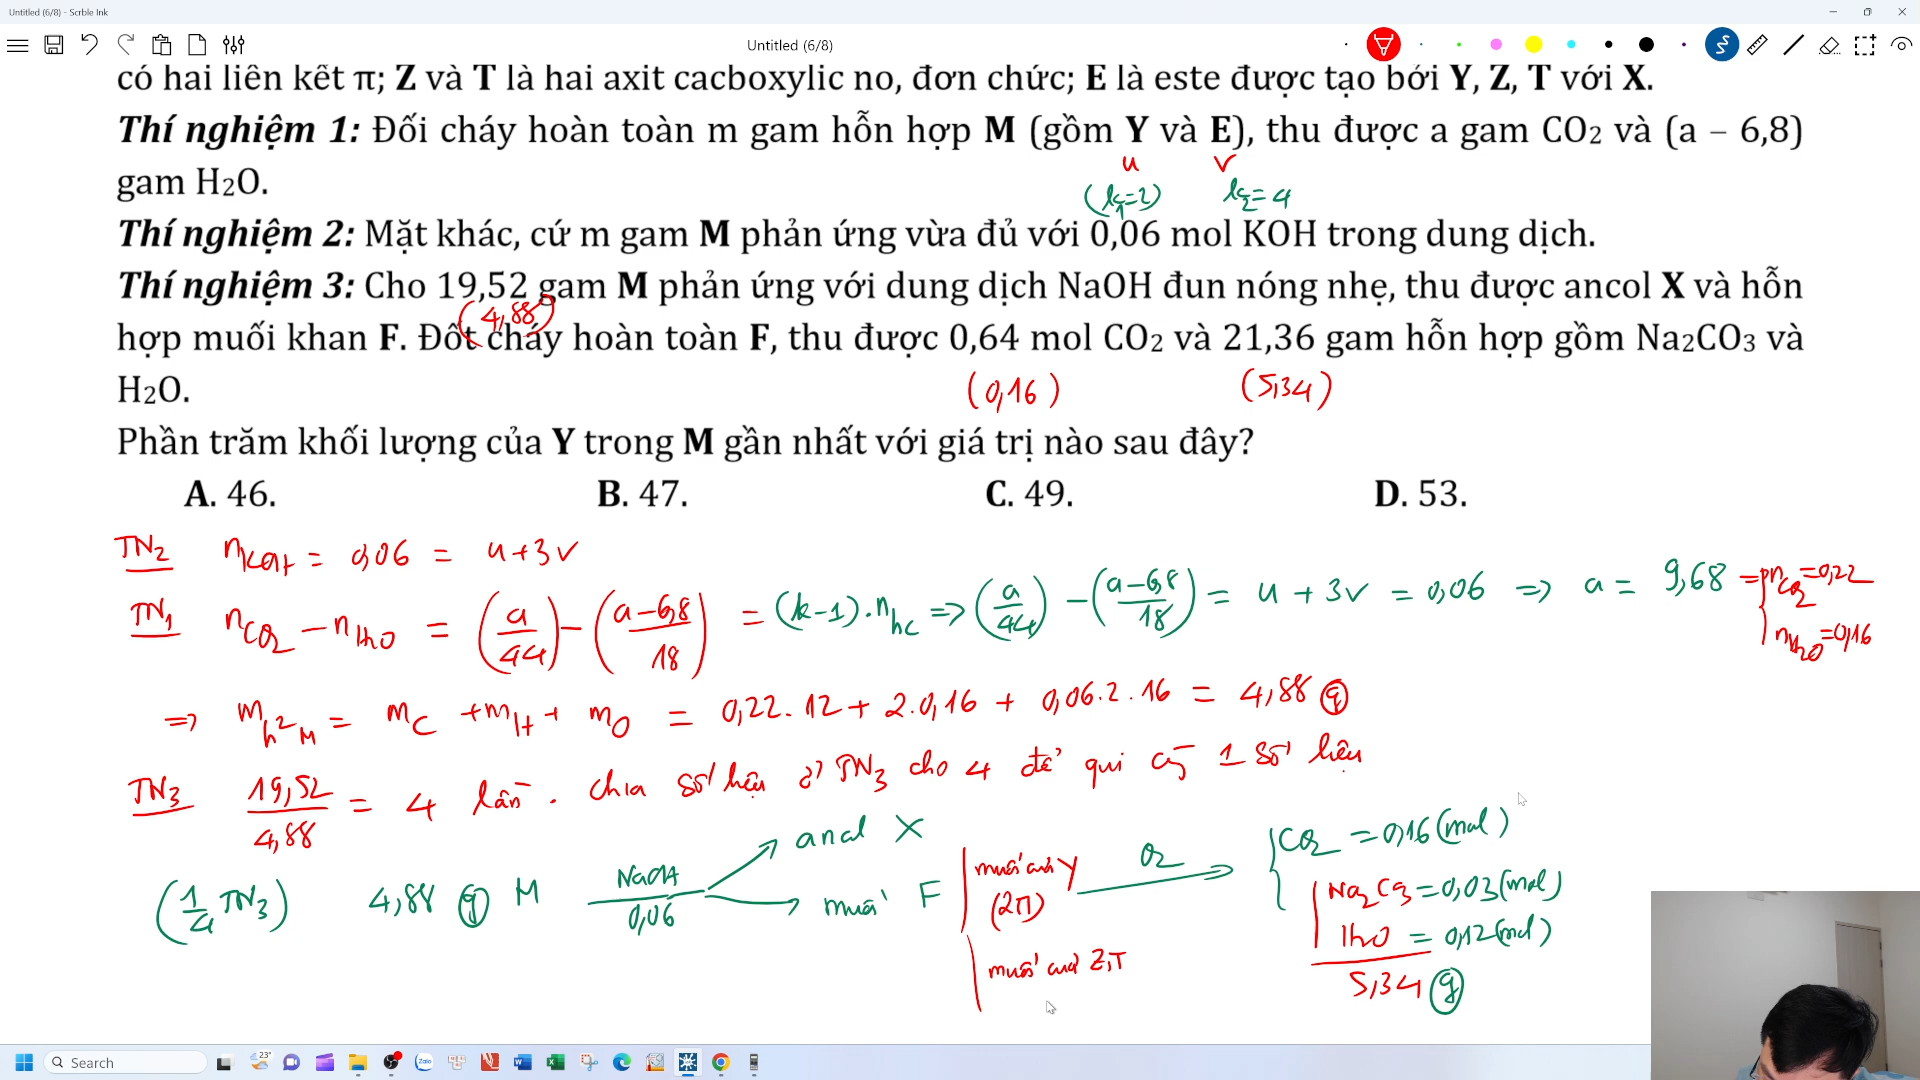 Untitled (6/8) - Scrble Ink
Untitled (6/8)
có hai liên kết π; Z và T là hai axit cacboxylic no, đơn chức; E là este được tạo bởi Y, Z, T với X.
Thí nghiệm 1: Đối cháy hoàn toàn m gam hỗn hợp M (gồm Y và E), thu được a gam CO2 và (a – 6,8)
u v
gam H2O.
(k1=2) k2=4
Thí nghiệm 2: Mặt khác, cứ m gam M phản ứng vừa đủ với 0,06 mol KOH trong dung dịch.
Thí nghiệm 3: Cho 19,52 gam M phản ứng với dung dịch NaOH đun nóng nhẹ, thu được ancol X và hỗn
(4,88)
hợp muối khan F. Đốt cháy hoàn toàn F, thu được 0,64 mol CO2 và 21,36 gam hỗn hợp gồm Na2CO3 và
(0,16) (5,34)
H2O.
Phần trăm khối lượng của Y trong M gần nhất với giá trị nào sau đây?
A. 46. B. 47. C. 49. D. 53.
TN2 nKOH = 0,06 = u+3v
TN1 nCO2 – nH2O = (a/44) – (a–6,8/18) = (k–1).nhc => (a/44) – (a–6,8/18) = u + 3v = 0,06 => a = 9,68 => nCO2=0,22
nH2O=0,16
=> mh2M = mC + mH + mO = 0,22.12 + 2.0,16 + 0,06.2.16 = 4,88 g
TN3 19,52/4,88 = 4 lần. chia số liệu ở TN3 cho 4 để qui cùng 1 số liệu
(1/4 TN3) 4,88 g M NaOH 0,06
ancol X
muối F
muối của Y (2π)
muối của Z,T
O2
CO2 = 0,16 (mol)
Na2CO3 = 0,03 (mol)
H2O = 0,12 (mol)
5,34 g
Search
23°
Zalo